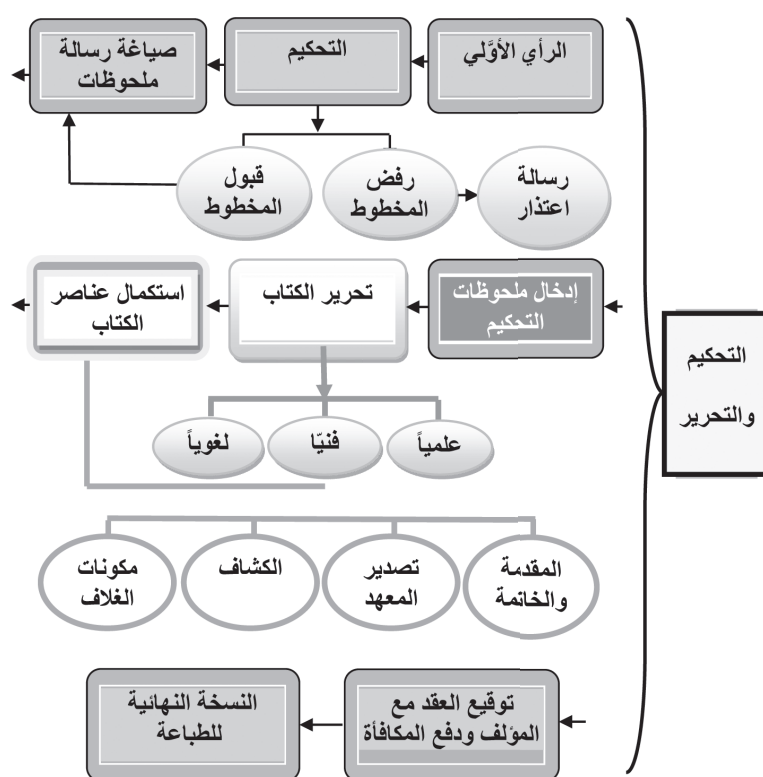 التحكيم
والتحرير
الرأي الأوَّلي
التحكيم
صياغة رسالة
ملحوظات
رسالة
اعتذار
رفض
المخطوط
قبول
المخطوط
إدخال ملحوظات
التحكيم
تحرير الكتاب
استكمال عناصر
الكتاب
علمياً
فنيّا
لغوياً
المقدمة
والخاتمة
تصدير
المعهد
الكشاف
مكونات
الغلاف
توقيع العقد مع
المؤلف ودفع المكافأة
النسخة النهائية
للطباعة